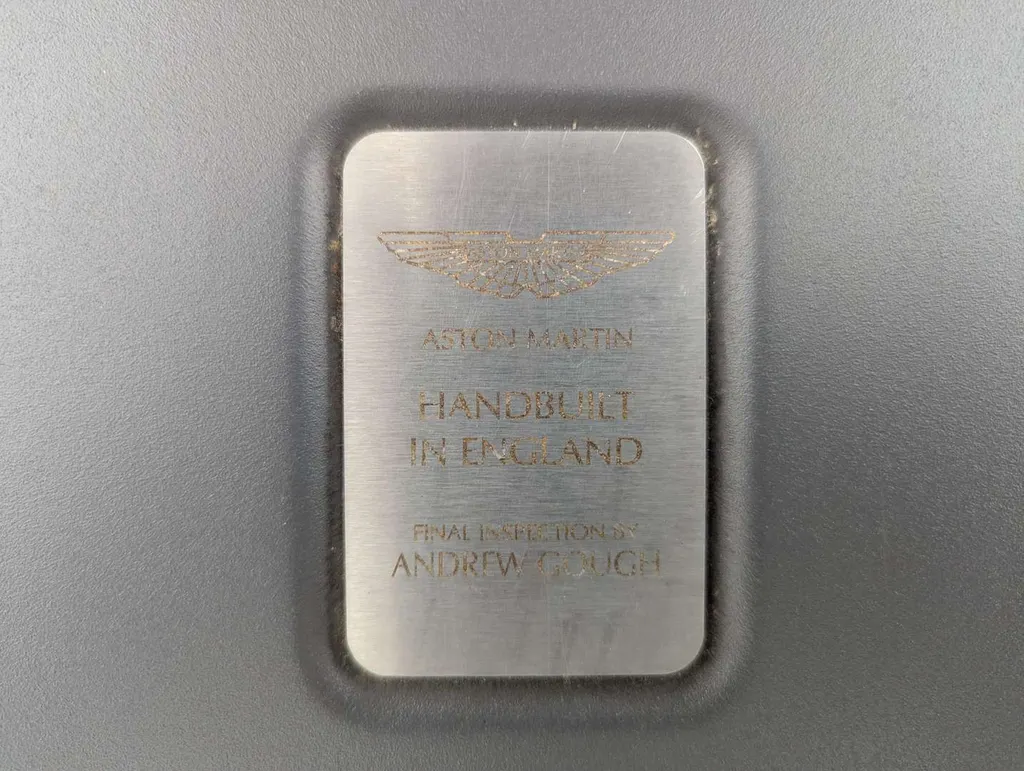 ASTON MARTIN
HANDBUILT
IN ENGLAND
FINAL INSPECTION BY
ANDREW GOUGH